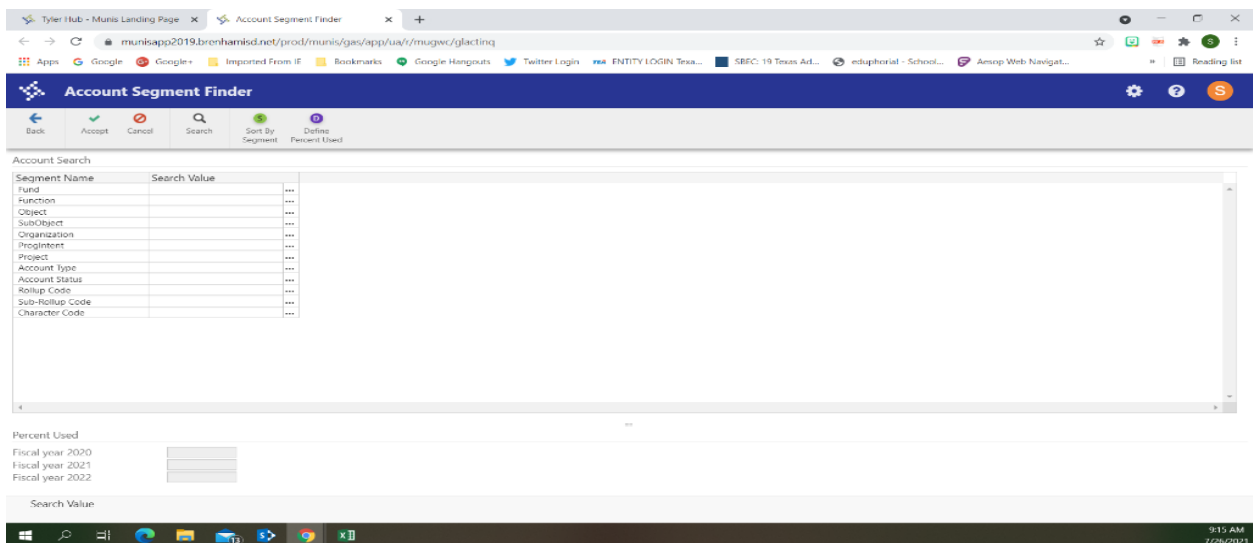 Tyler Hub - Munis Landing Page
Account Segment Finder
munisapp2019.brenhamisd.net/prod/munis/gas/app/ua/r/mugwc/glactinq
S
Apps Google Google+ Imported From IE Bookmarks Google Hangouts Twitter Login ENTITY LOGIN Texa... SBEC: 19 Texas Ad... eduphoria! - School... Aesop Web Navigat... » Reading list
Account Segment Finder
S
S D
Back Accept Cancel Search Sort By Segment Define Percent Used
Account Search
Segment Name Search Value
Fund ...
Function ...
Object ...
SubObject ...
Organization ...
ProgIntent ...
Project ...
Account Type ...
Account Status ...
Rollup Code ...
Sub-Rollup Code ...
Character Code ...
Percent Used
Fiscal year 2020
Fiscal year 2021
Fiscal year 2022
Search Value
13
9:15 AM
7/26/2021